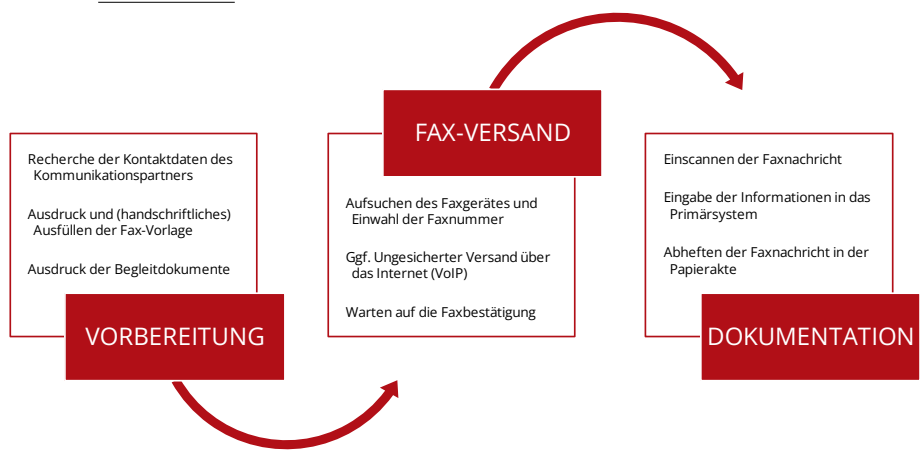 Recherche der Kontaktdaten des
Kommunikationspartners
Ausdruck und (handschriftliches)
Ausfüllen der Fax-Vorlage
Ausdruck der Begleitdokumente
VORBEREITUNG
FAX-VERSAND
Aufsuchen des Faxgerätes und
Einwahl der Faxnummer
Ggf. Ungesicherter Versand über
das Internet (VoIP)
Warten auf die Faxbestätigung
Einscannen der Faxnachricht
Eingabe der Informationen in das
Primärsystem
Abheften der Faxnachricht in der
Papierakte
DOKUMENTATION